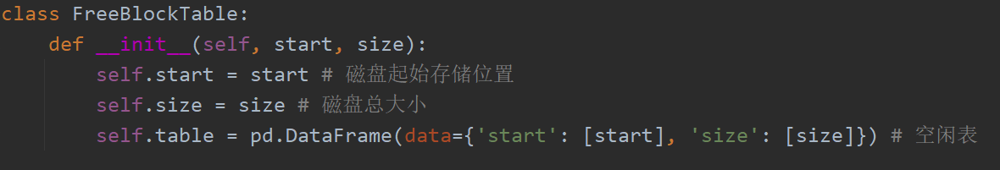 class FreeBlockTable:
    def __init__(self, start, size):
        self.start = start # 磁盘起始存储位置
        self.size = size # 磁盘总大小
        self.table = pd.DataFrame(data={'start': [start], 'size': [size]}) # 空闲表